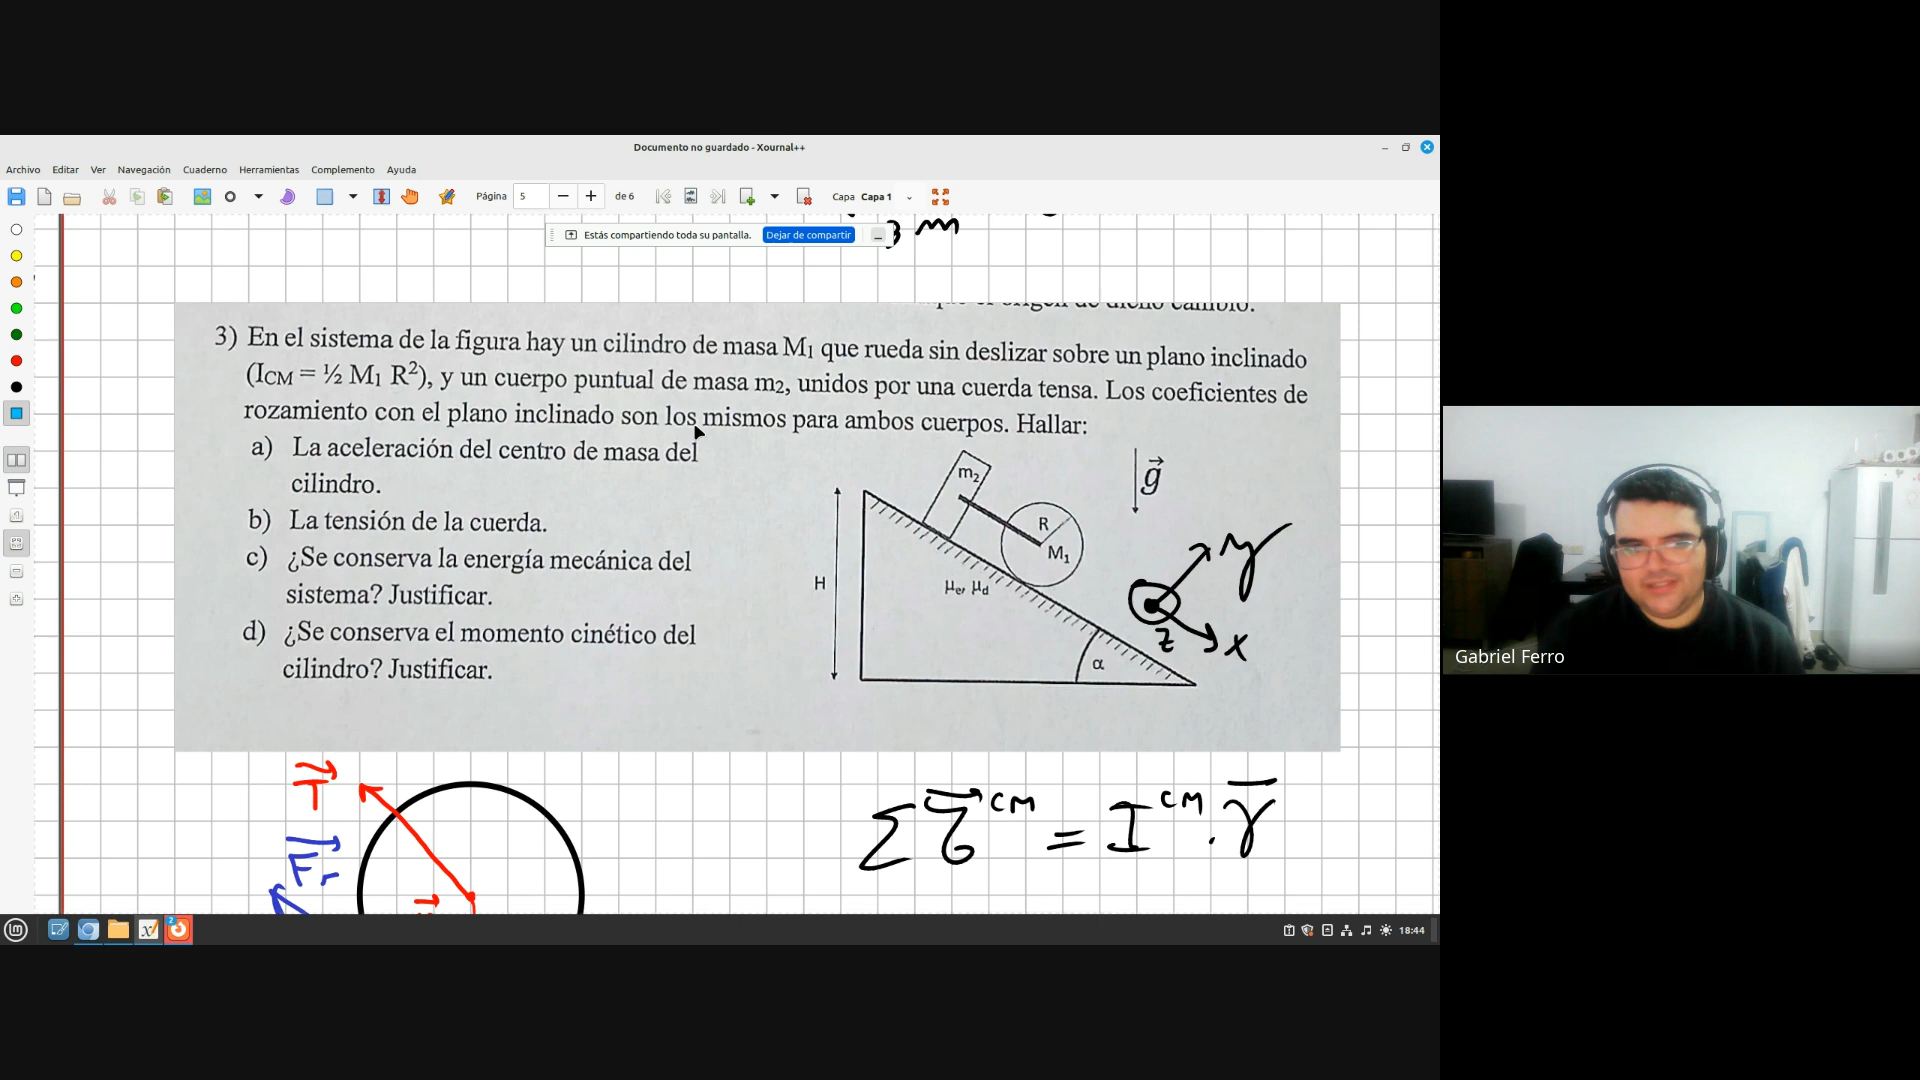 Documento no guardado - Xournal++
Archivo Editar Ver Navegación Cuaderno Herramientas Complemento Ayuda
Página 5 de 6 Capa Capa 1
Estás compartiendo toda su pantalla. Dejar de compartir
m
origen de dicho cambio.
3) En el sistema de la figura hay un cilindro de masa M₁ que rueda sin deslizar sobre un plano inclinado
(ICM = ½ M₁ R²), y un cuerpo puntual de masa m₂, unidos por una cuerda tensa. Los coeficientes de
rozamiento con el plano inclinado son los mismos para ambos cuerpos. Hallar:
a) La aceleración del centro de masa del
cilindro.
b) La tensión de la cuerda.
c) ¿Se conserva la energía mecánica del
sistema? Justificar.
d) ¿Se conserva el momento cinético del
cilindro? Justificar.
m₂
R
M₁
g
H
μe, μd
α
y
z
x
T
Fr
Σ τ CM = I CM . γ
2
18:44
Gabriel Ferro